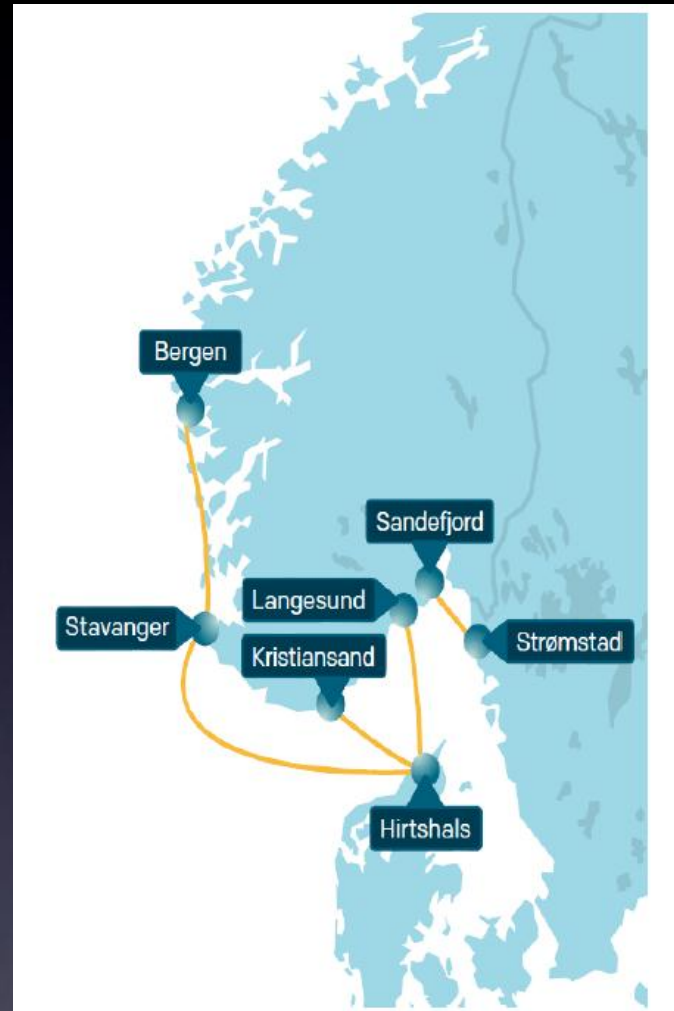 Bergen
Sandefjord
Langesund
Stavanger
Strømstad
Kristiansand
Hirtshals